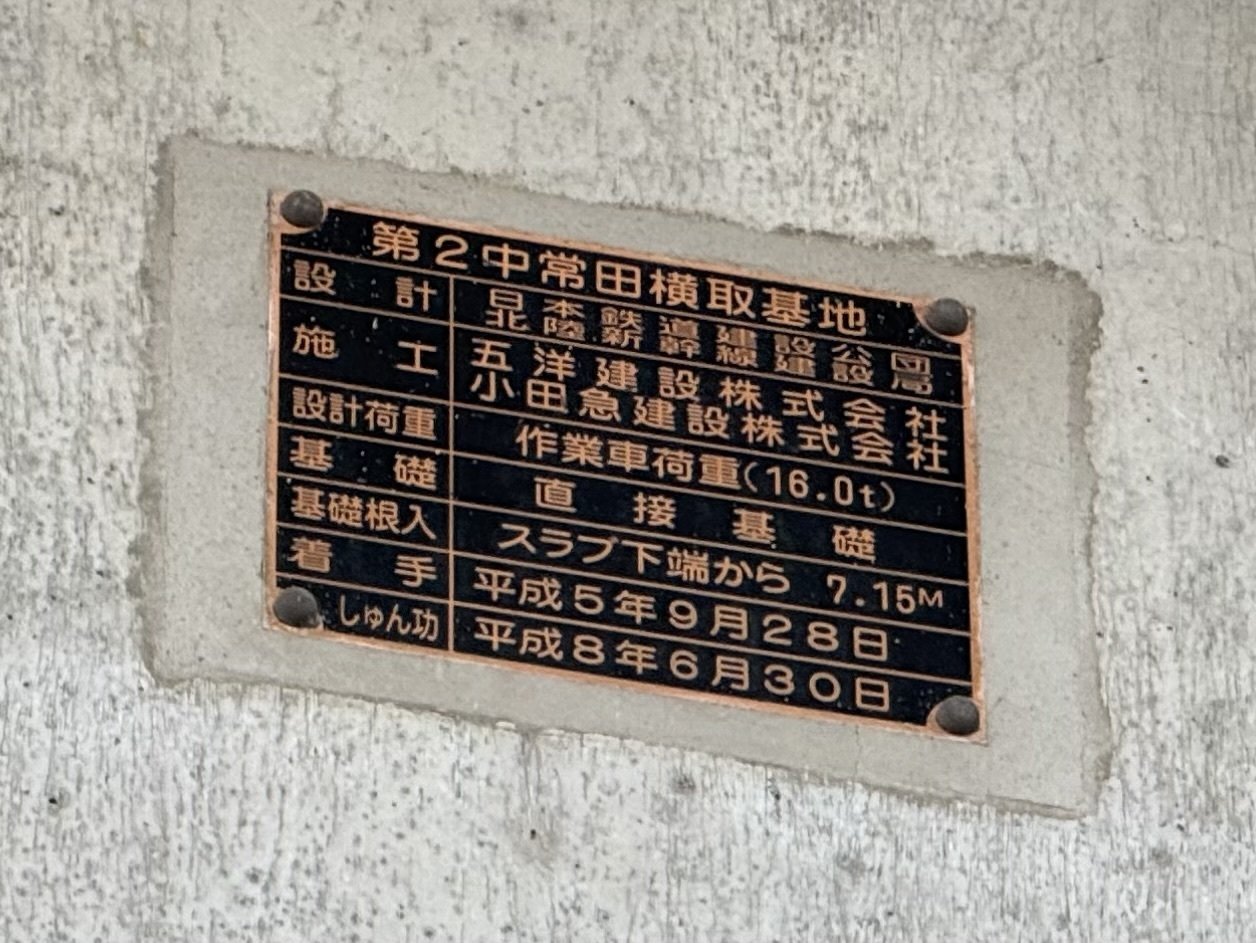 第2中常田横取基地
設計 日本鉄道建設公団
北陸新幹線建設局
施工 五洋建設株式会社
小田急建設株式会社
設計荷重 作業車荷重(16.0t)
基礎 直接基礎
基礎根入 スラブ下端から 7.15M
着手 平成5年9月28日
しゅん功 平成8年6月30日